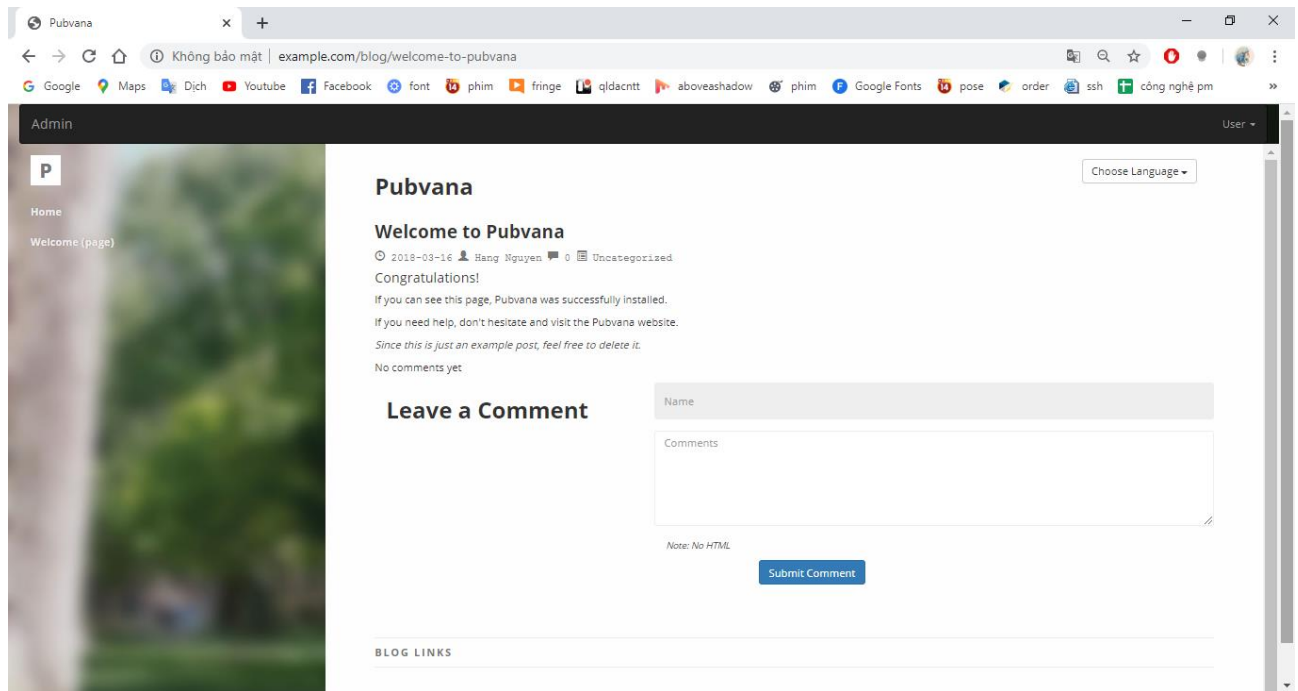 Pubvana
Không bảo mật | example.com/blog/welcome-to-pubvana
Google Maps Dịch Youtube Facebook font phim fringe qldacntt aboveashadow phim Google Fonts pose order ssh công nghệ pm »
Admin User
P
Home
Welcome (page)
Choose Language
Pubvana
Welcome to Pubvana
2018-03-16 Hang Nguyen 0 Uncategorized
Congratulations!
If you can see this page, Pubvana was successfully installed.
If you need help, don't hesitate and visit the Pubvana website.
Since this is just an example post, feel free to delete it.
No comments yet
Leave a Comment
Name
Comments
Note: No HTML
Submit Comment
BLOG LINKS